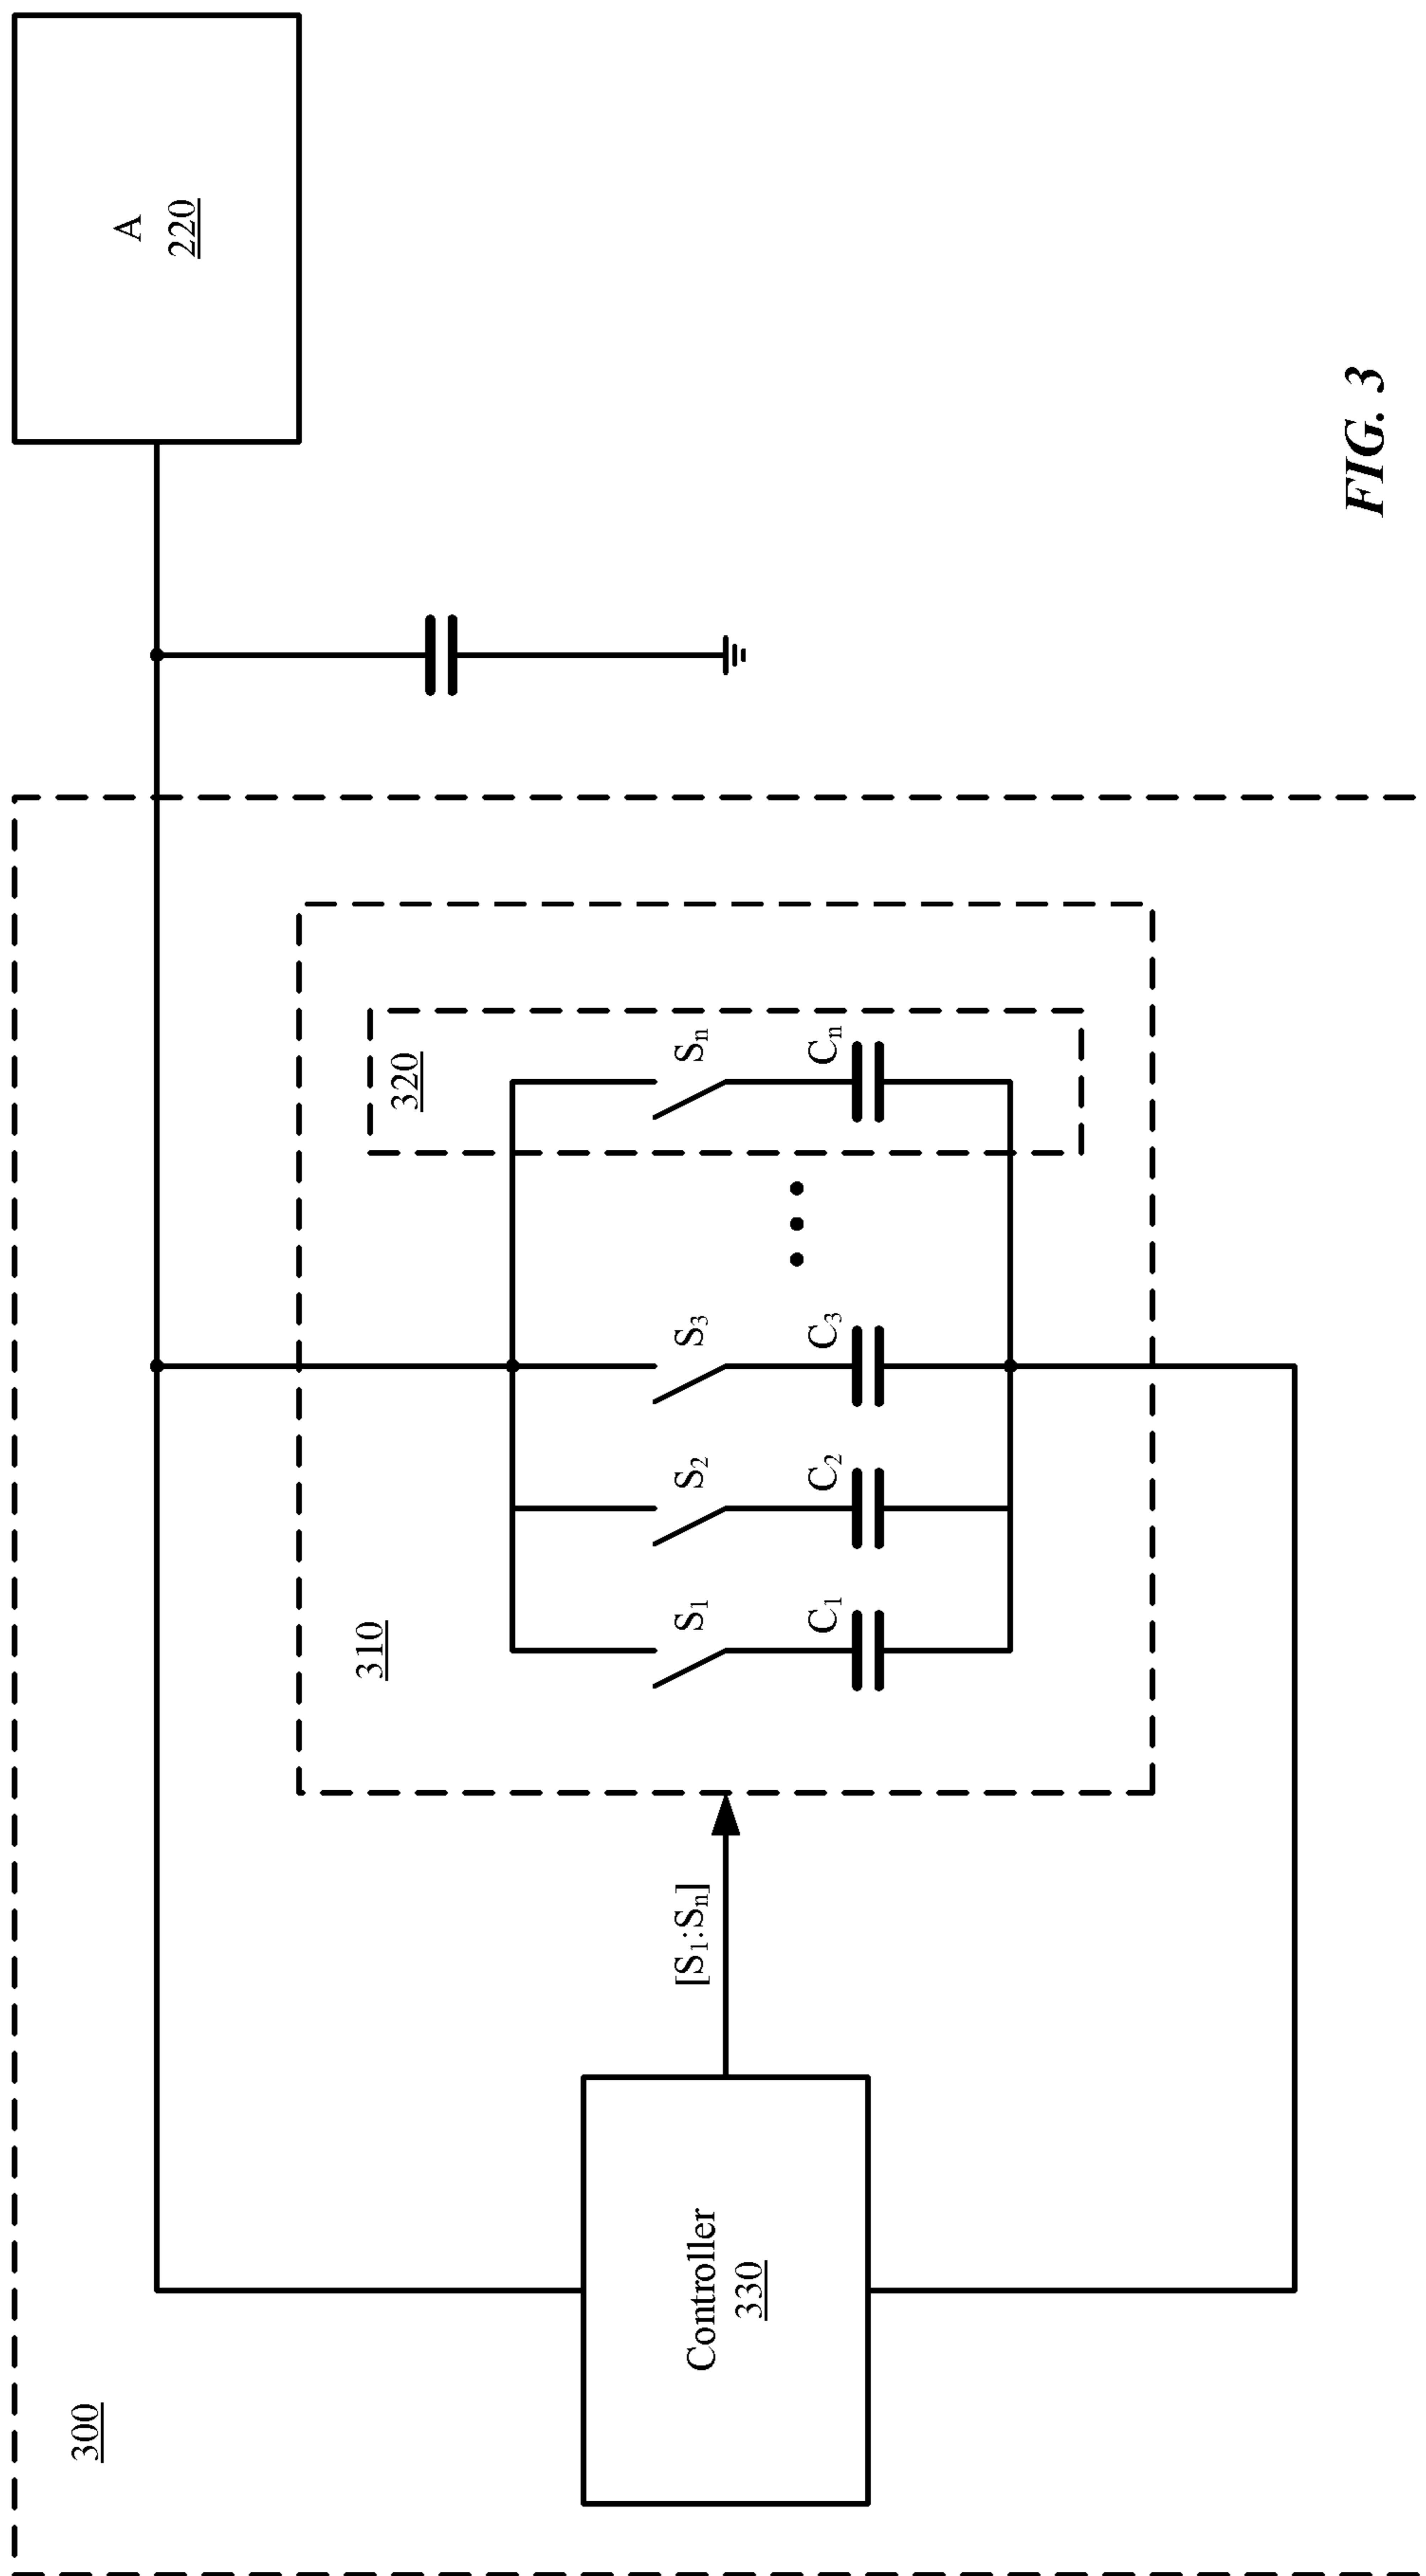 300
Controller
330
[S₁:Sₙ]
310
S₁
C₁
S₂
C₂
S₃
C₃
320
Sₙ
Cₙ
A
220
FIG. 3